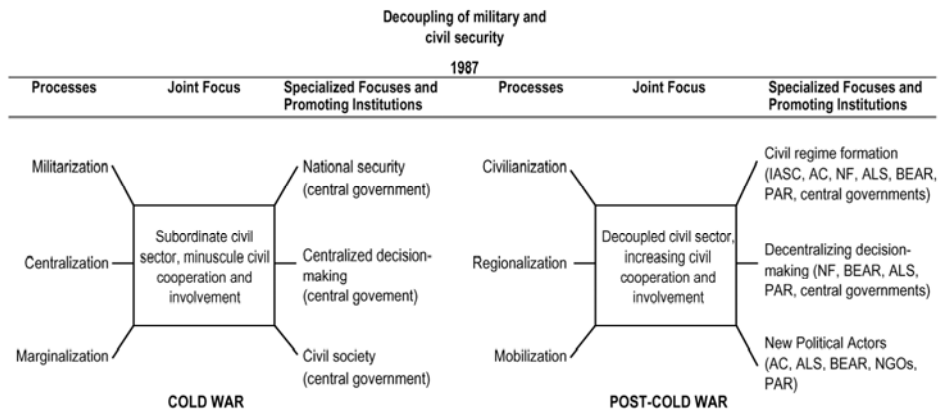 Decoupling of military and
civil security
1987
Processes Joint Focus Specialized Focuses and
Promoting Institutions
Processes Joint Focus Specialized Focuses and
Promoting Institutions
Militarization
Centralization
Marginalization
Subordinate civil
sector, minuscule civil
cooperation and
involvement
National security
(central government)
Centralized decision-
making
(central govement)
Civil society
(central government)
COLD WAR
Civilianization
Regionalization
Mobilization
Decoupled civil sector,
increasing civil
cooperation and
involvement
Civil regime formation
(IASC, AC, NF, ALS, BEAR,
PAR, central governments)
Decentralizing decision-
making (NF, BEAR, ALS,
PAR, central governments)
New Political Actors
(AC, ALS, BEAR, NGOs,
PAR)
POST-COLD WAR